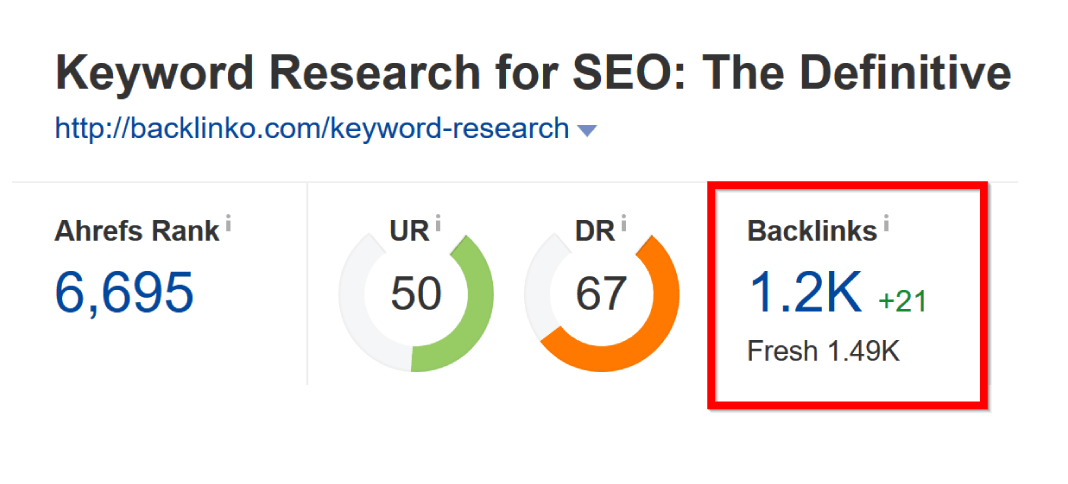 Keyword Research for SEO: The Definitive
http://backlinko.com/keyword-research
Ahrefs Rank i
6,695
UR i
50
DR i
67
Backlinks i
1.2K +21
Fresh 1.49K